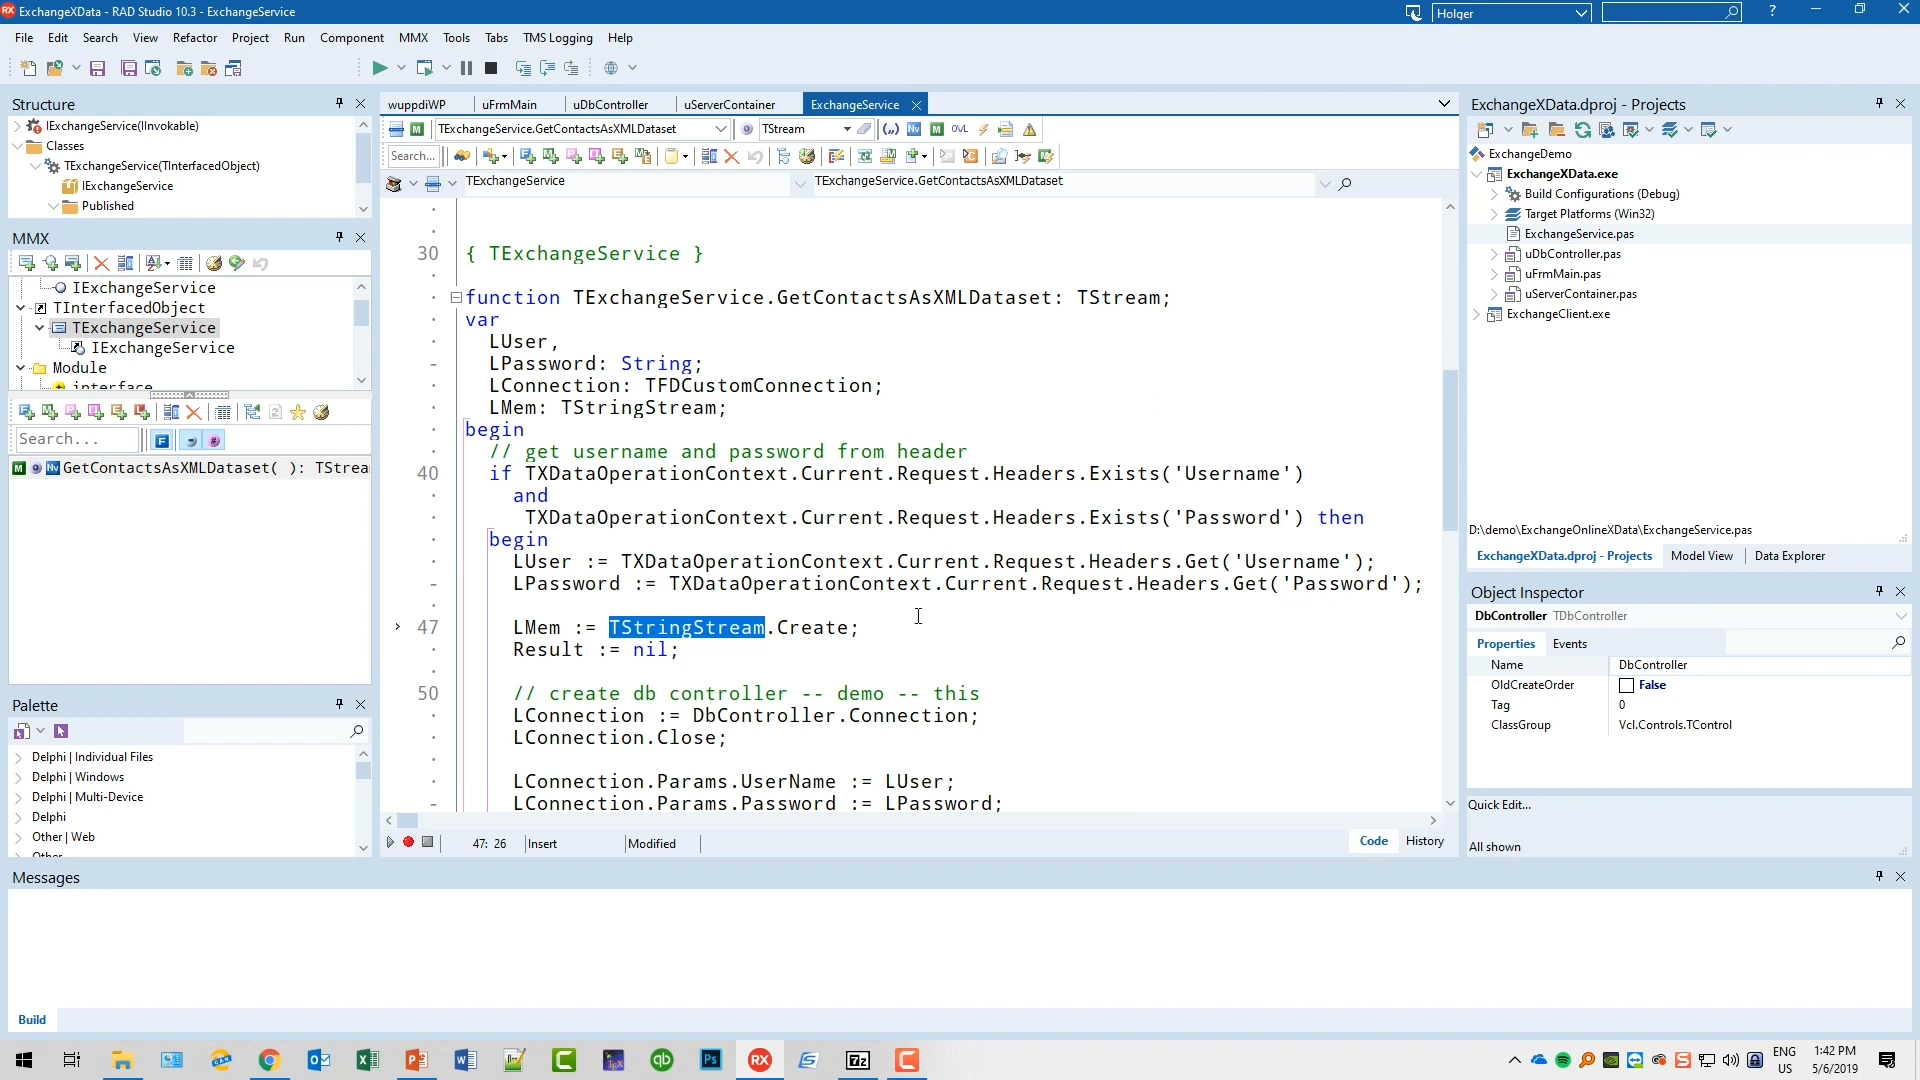 ExchangeXData - RAD Studio 10.3 - ExchangeService
Holger
File Edit Search View Refactor Project Run Component MMX Tools Tabs TMS Logging Help
Structure
IExchangeService(IInvokable)
Classes
TExchangeService(TInterfacedObject)
IExchangeService
Published
MMX
IExchangeService
TInterfacedObject
TExchangeService
IExchangeService
Module
interface
Search...
GetContactsAsXMLDataset( ): TStrea
Palette
Delphi | Individual Files
Delphi | Windows
Delphi | Multi-Device
Delphi
Other | Web
Other
wuppdiWP uFrmMain uDbController uServerContainer ExchangeService
TExchangeService.GetContactsAsXMLDataset TStream
Search...
TExchangeService TExchangeService.GetContactsAsXMLDataset
30 { TExchangeService }
function TExchangeService.GetContactsAsXMLDataset: TStream;
var
LUser,
LPassword: String;
LConnection: TFDCustomConnection;
LMem: TStringStream;
begin
// get username and password from header
40 if TXDataOperationContext.Current.Request.Headers.Exists('Username')
and
TXDataOperationContext.Current.Request.Headers.Exists('Password') then
begin
LUser := TXDataOperationContext.Current.Request.Headers.Get('Username');
LPassword := TXDataOperationContext.Current.Request.Headers.Get('Password');
47 LMem := TStringStream.Create;
Result := nil;
50 // create db controller -- demo -- this
LConnection := DbController.Connection;
LConnection.Close;
LConnection.Params.UserName := LUser;
LConnection.Params.Password := LPassword;
47: 26 Insert Modified
Code History
ExchangeXData.dproj - Projects
ExchangeDemo
ExchangeXData.exe
Build Configurations (Debug)
Target Platforms (Win32)
ExchangeService.pas
uDbController.pas
uFrmMain.pas
uServerContainer.pas
ExchangeClient.exe
D:\demo\ExchangeOnlineXData\ExchangeService.pas
ExchangeXData.dproj - Projects Model View Data Explorer
Object Inspector
DbController TDbController
Properties Events
Name DbController
OldCreateOrder False
Tag 0
ClassGroup Vcl.Controls.TControl
Quick Edit...
All shown
Messages
Build
ENG
US
1:42 PM
5/6/2019